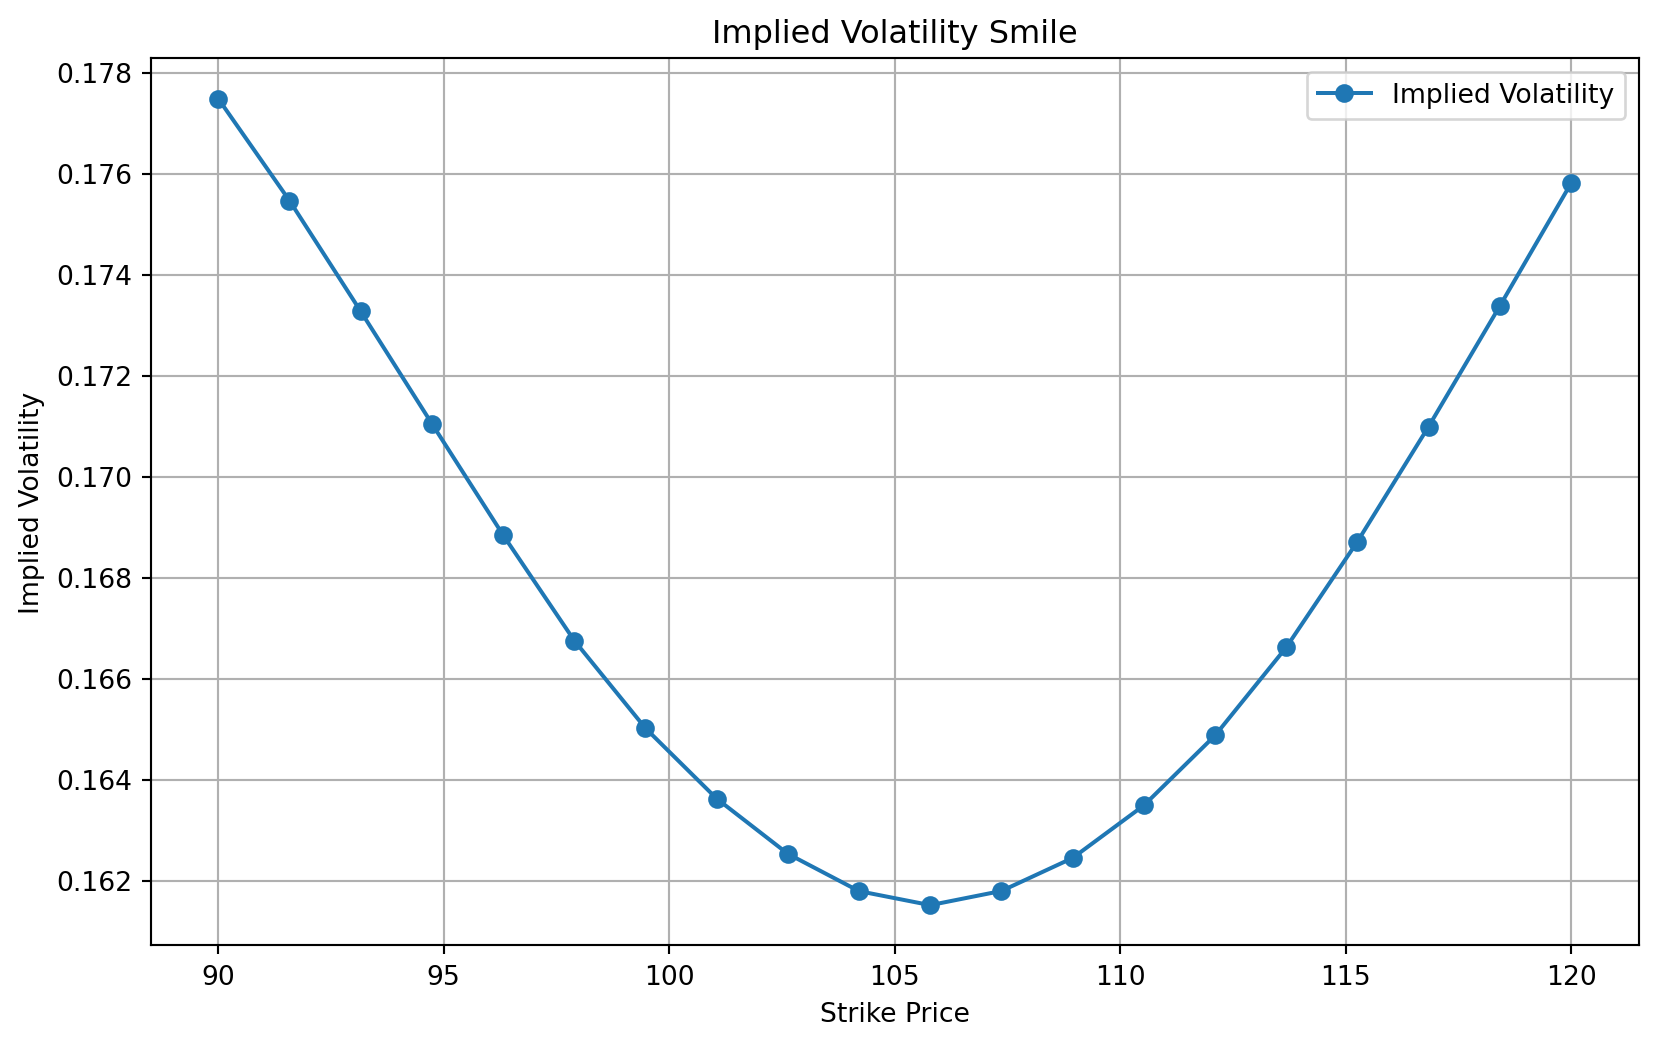 Implied Volatility Smile
Implied Volatility
0.178
0.176
0.174
0.172
0.170
0.168
0.166
0.164
0.162
Implied Volatility
90 95 100 105 110 115 120
Strike Price